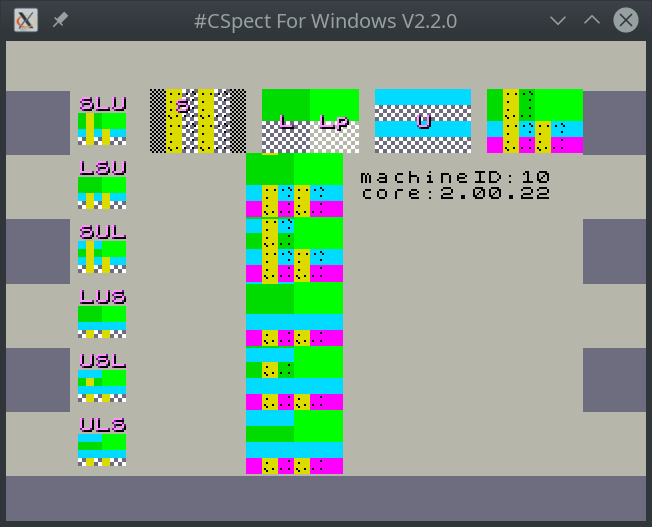 #CSpect For Windows V2.2.0
SLU
S
L Lp
U
LSU
machineID:10
core:2.00.22
SUL
LUS
USL
ULS